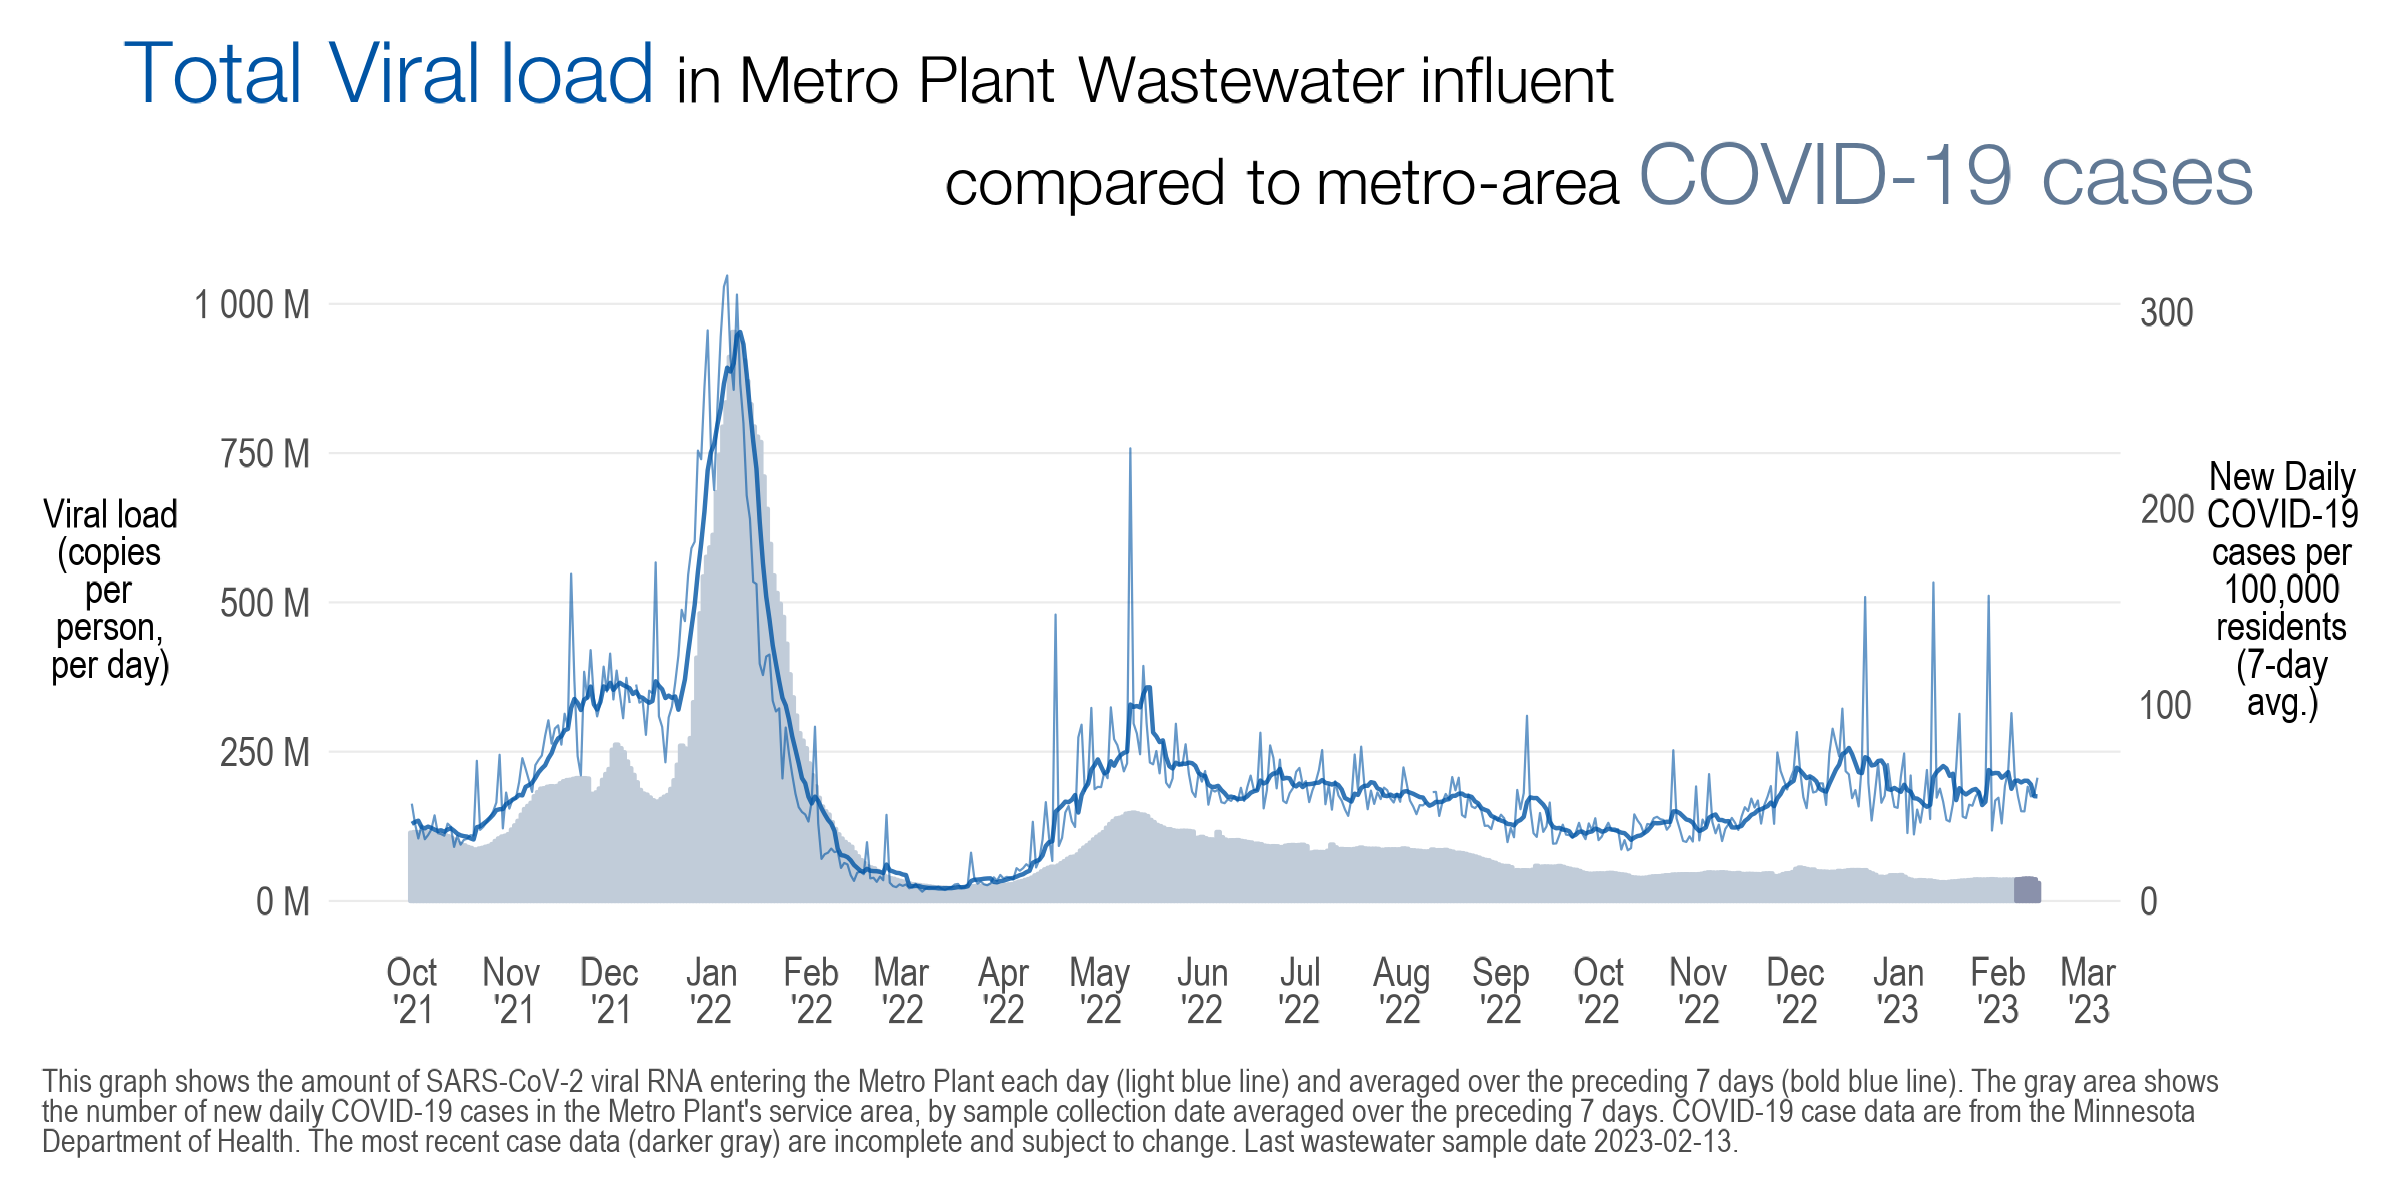 Total Viral load in Metro Plant Wastewater influent
compared to metro-area COVID-19 cases
1 000 M
750 M
500 M
250 M
0 M
Viral load
(copies
per
person,
per day)
300
200
100
0
New Daily
COVID-19
cases per
100,000
residents
(7-day
avg.)
Oct '21
Nov '21
Dec '21
Jan '22
Feb '22
Mar '22
Apr '22
May '22
Jun '22
Jul '22
Aug '22
Sep '22
Oct '22
Nov '22
Dec '22
Jan '23
Feb '23
Mar '23
This graph shows the amount of SARS-CoV-2 viral RNA entering the Metro Plant each day (light blue line) and averaged over the preceding 7 days (bold blue line). The gray area shows
the number of new daily COVID-19 cases in the Metro Plant's service area, by sample collection date averaged over the preceding 7 days. COVID-19 case data are from the Minnesota
Department of Health. The most recent case data (darker gray) are incomplete and subject to change. Last wastewater sample date 2023-02-13.